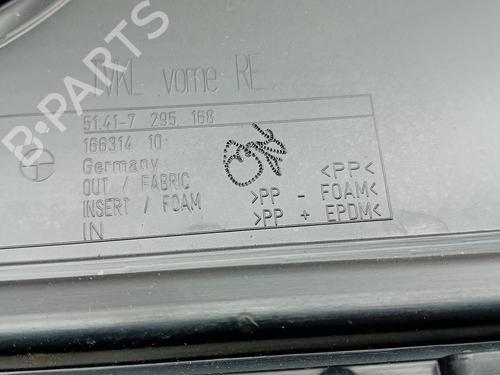 TVKL vorne RE
51.41-7 295 168
166314 10
Germany <PP<
OUT / FABRIC >PP - FOAM<
INSERT / FOAM >PP + EPDM<
IN
B-PARTS